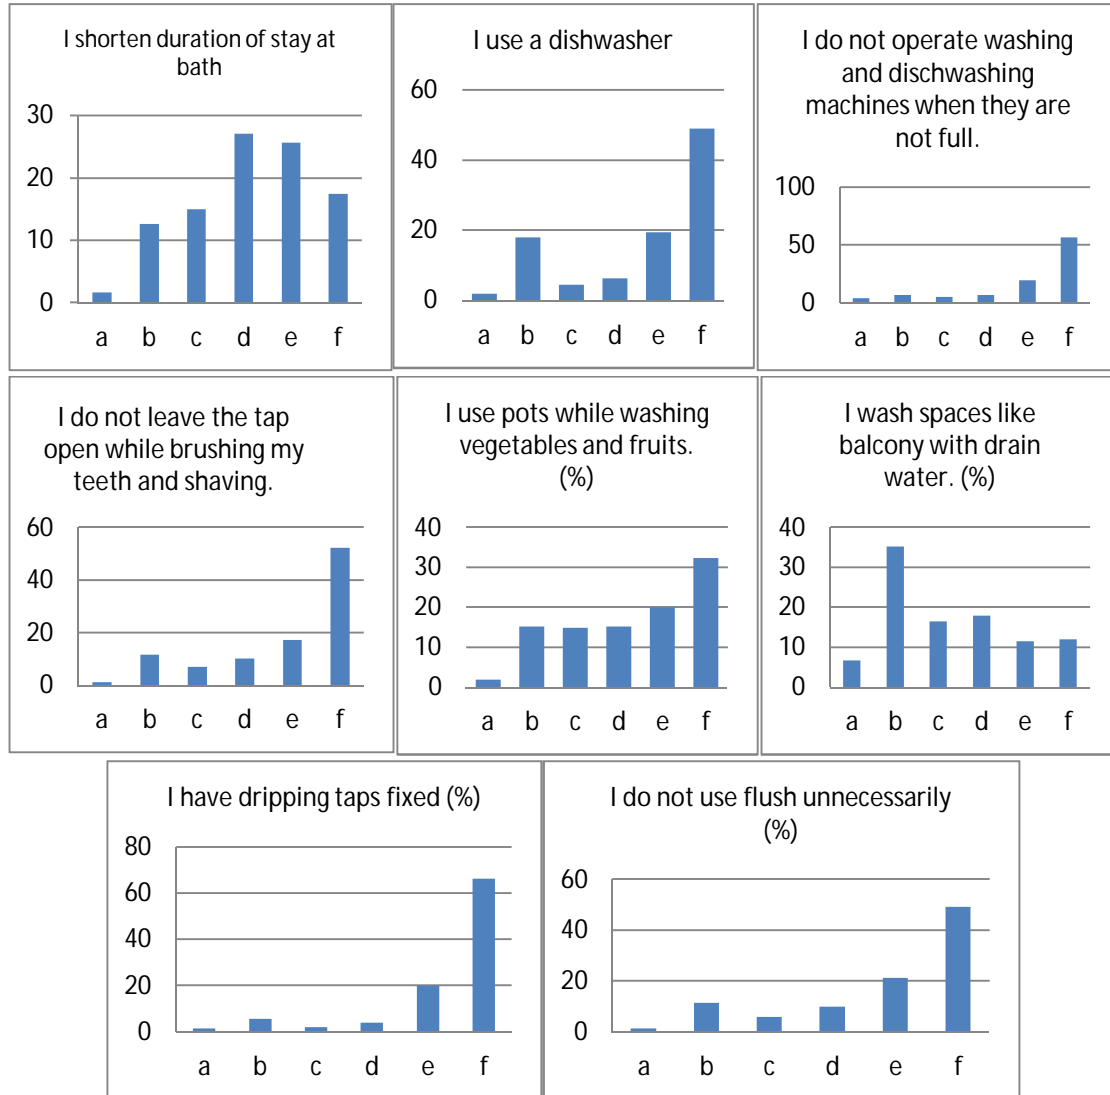 I shorten duration of stay at
bath
30
20
10
0
a b c d e f
I use a dishwasher
60
40
20
0
a b c d e f
I do not operate washing
and dischwashing
machines when they are
not full.
100
50
0
a b c d e f
I do not leave the tap
open while brushing my
teeth and shaving.
60
40
20
0
a b c d e f
I use pots while washing
vegetables and fruits.
(%)
40
30
20
10
0
a b c d e f
I wash spaces like
balcony with drain
water. (%)
40
30
20
10
0
a b c d e f
I have dripping taps fixed (%)
80
60
40
20
0
a b c d e f
I do not use flush unnecessarily
(%)
60
40
20
0
a b c d e f